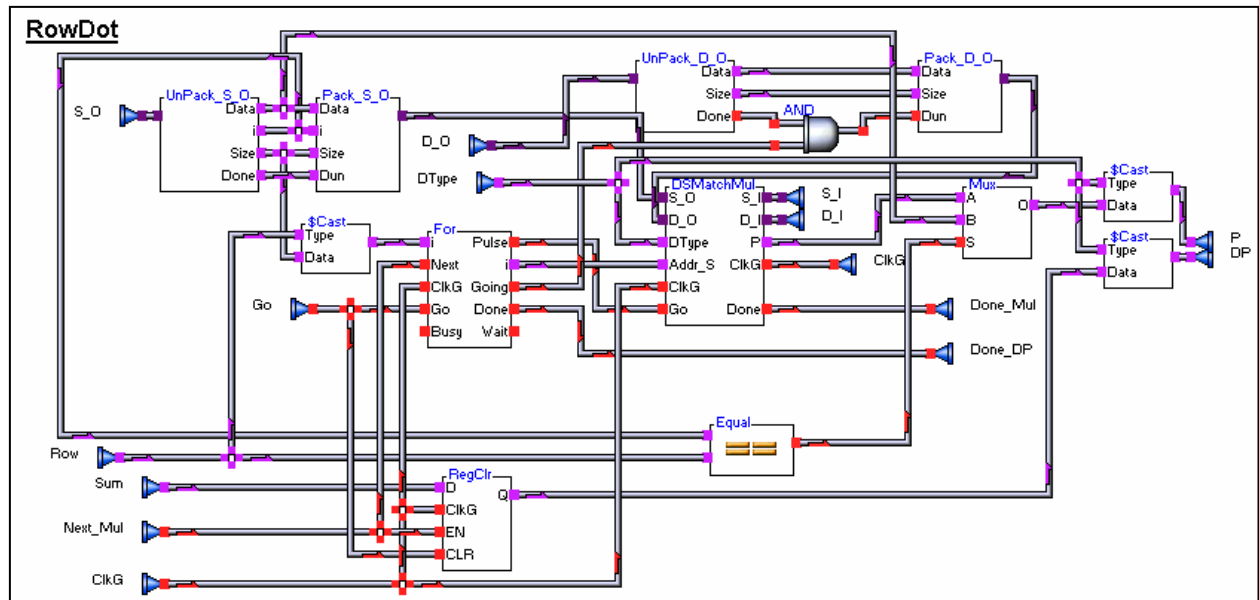 RowDot
UnPack_D_O
Pack_D_O
Data
Data
Size
Size
Done
Dun
AND
UnPack_S_O
Pack_S_O
S_O
Data
Data
i
i
Size
Size
Done
Dun
D_O
DType
DSMatchMul
S_O
S_I
D_O
D_I
DType
P
Addr_S
ClkG
ClkG
Go
Done
S_I
D_I
ClkG
Mux
A
O
B
S
$Cast
Type
Data
$Cast
Type
Data
P
DP
$Cast
Type
Data
For
i
Pulse
Next
i
ClkG
Going
Go
Done
Busy
Wait
Go
Done_Mul
Done_DP
Equal
Row
Sum
Next_Mul
ClkG
RegClr
D
Q
ClkG
EN
CLR